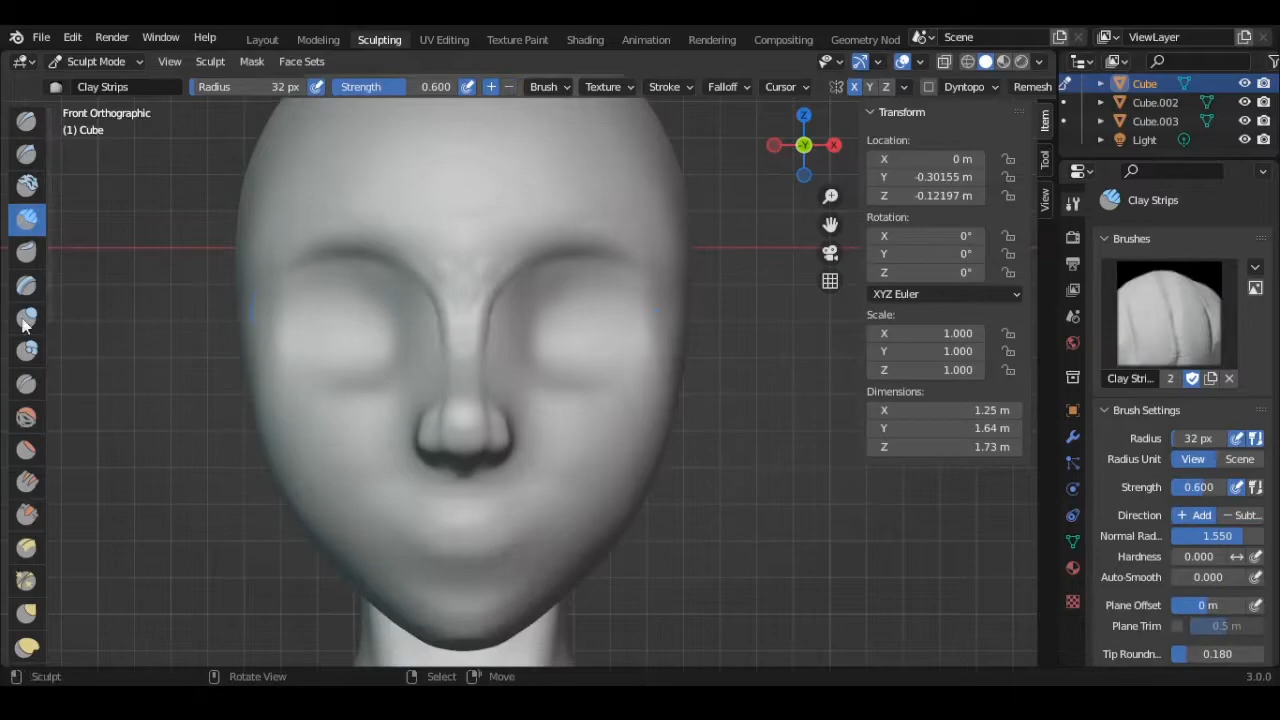 File Edit Render Window Help Layout Modeling Sculpting UV Editing Texture Paint Shading Animation Rendering Compositing Geometry Nod Scene ViewLayer
Sculpt Mode View Sculpt Mask Face Sets
Clay Strips Radius 32 px Strength 0.600 Brush Texture Stroke Falloff Cursor X Y Z Dyntopo Remesh
Cube
Cube.002
Cube.003
Light
Front Orthographic
(1) Cube
Z
Y
X
Transform
Location:
X 0 m
Y -0.30155 m
Z -0.12197 m
Rotation:
X 0°
Y 0°
Z 0°
XYZ Euler
Scale:
X 1.000
Y 1.000
Z 1.000
Dimensions:
X 1.25 m
Y 1.64 m
Z 1.73 m
Item
Tool
View
Clay Strips
Brushes
Clay Stri... 2
Brush Settings
Radius 32 px
Radius Unit View Scene
Strength 0.600
Direction + Add − Subt...
Normal Rad... 1.550
Hardness 0.000
Auto-Smooth 0.000
Plane Offset 0 m
Plane Trim 0.5 m
Tip Roundn... 0.180
Sculpt Rotate View Select Move 3.0.0